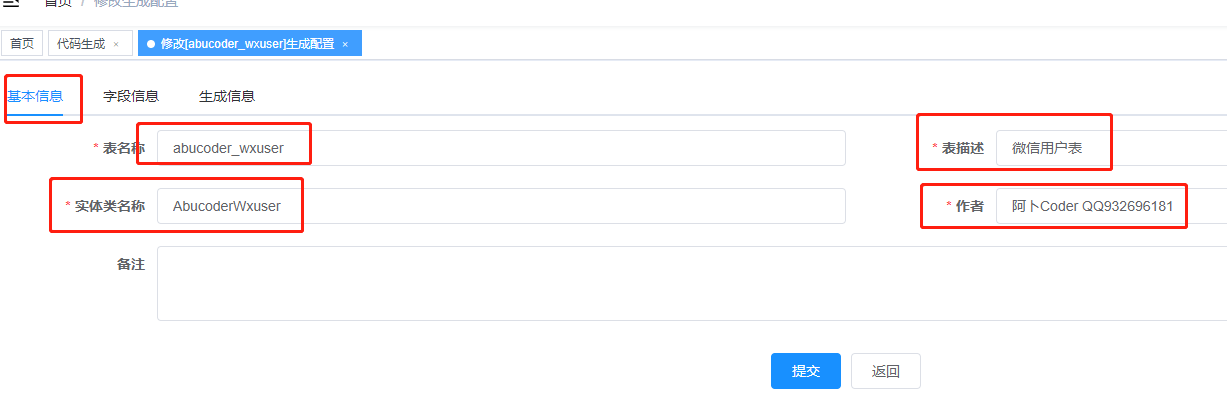 首页 / 修改生成配置
首页 代码生成 × 修改[abucoder_wxuser]生成配置 ×
基本信息 字段信息 生成信息
* 表名称 abucoder_wxuser * 表描述 微信用户表
* 实体类名称 AbucoderWxuser * 作者 阿卜Coder QQ932696181
备注
提交 返回